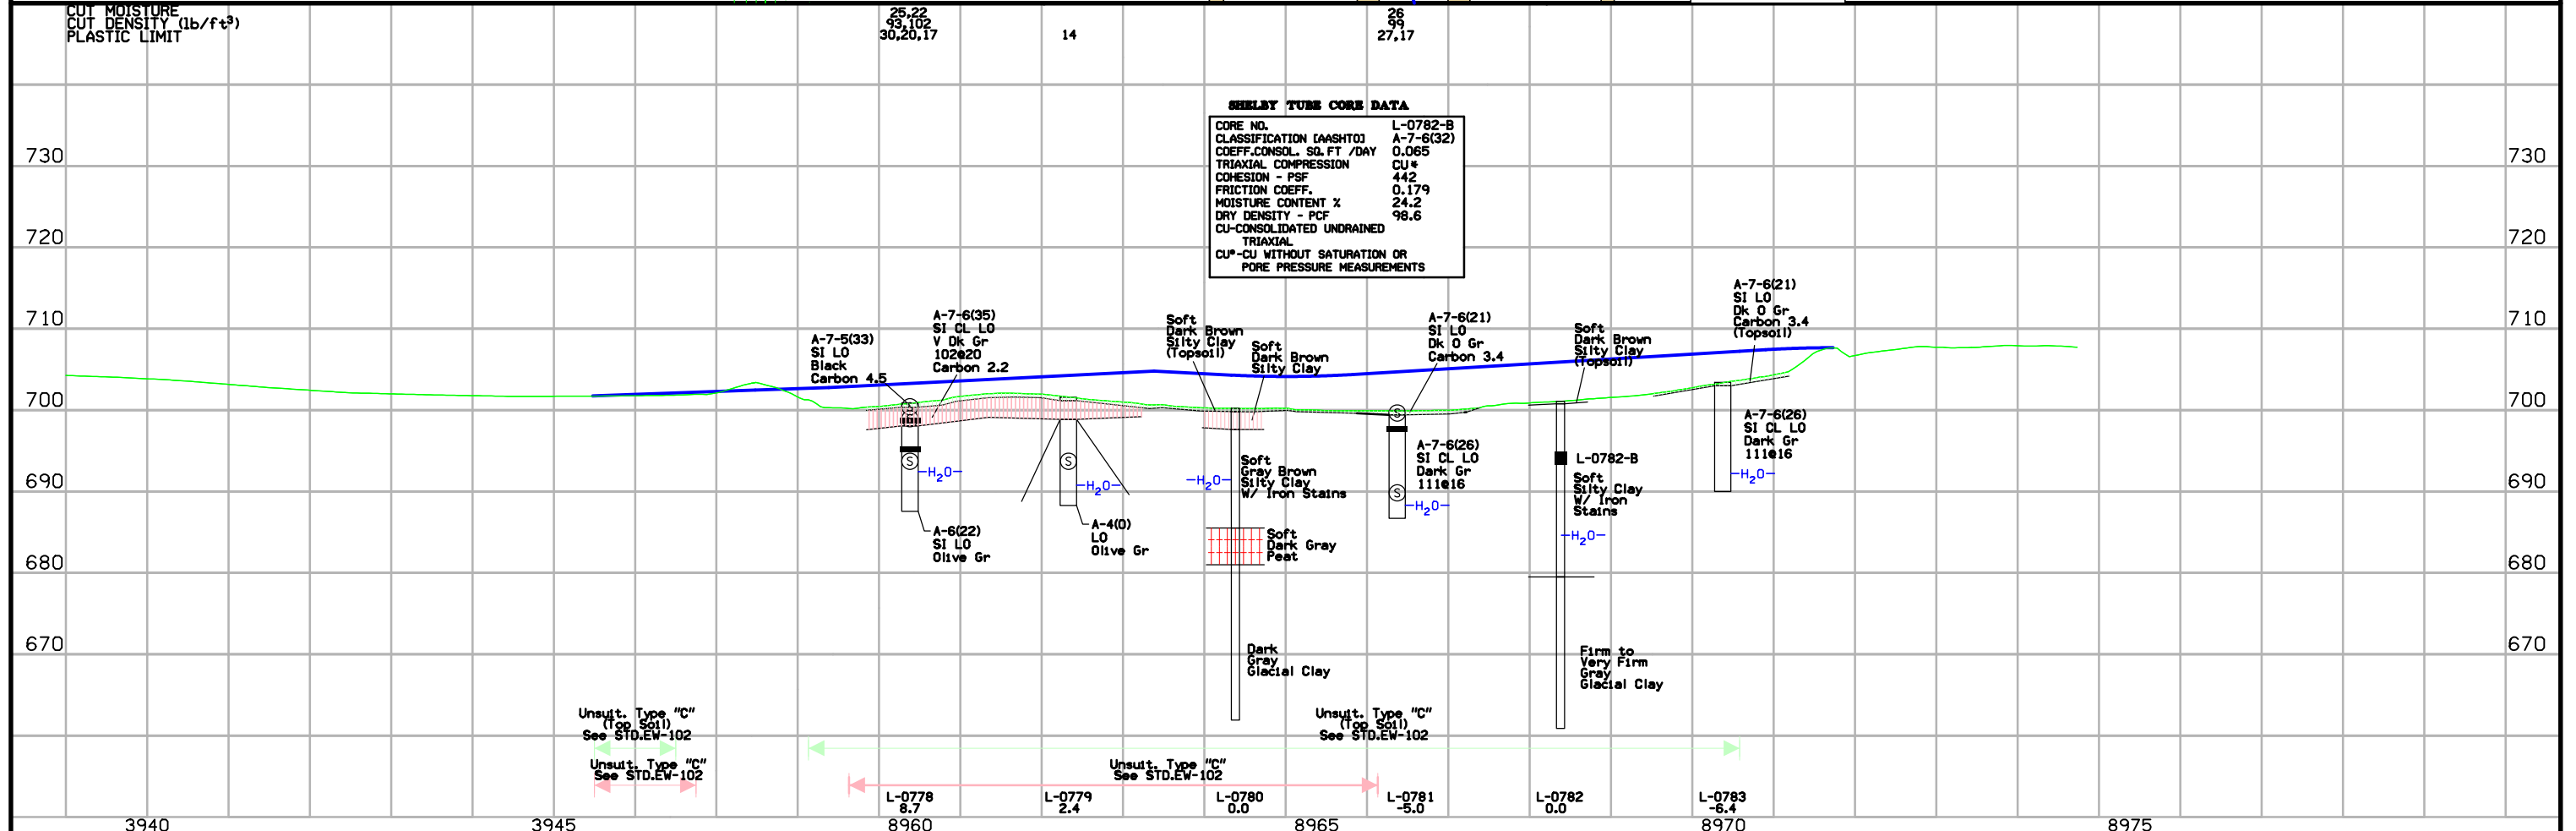 CUT MOISTURE 25,22 26
CUT DENSITY (lb/ft³) 93,102 99
PLASTIC LIMIT 30,20,17 14 27,17
SHELBY TUBE CORE DATA
CORE NO. L-0782-B
CLASSIFICATION [AASHTO] A-7-6(32)
COEFF.CONSOL. SQ.FT /DAY 0.065
TRIAXIAL COMPRESSION CU*
COHESION - PSF 442
FRICTION COEFF. 0.179
MOISTURE CONTENT % 24.2
DRY DENSITY - PCF 98.6
CU-CONSOLIDATED UNDRAINED
TRIAXIAL
CU*-CU WITHOUT SATURATION OR
PORE PRESSURE MEASUREMENTS
730 730
720 720
710 710
700 700
690 690
680 680
670 670
A-7-5(33)
SI LO
Black
Carbon 4.5
A-7-6(35)
SI CL LO
V Dk Gr
102@20
Carbon 2.2
Soft
Dark Brown
Silty Clay
(Topsoil)
Soft
Dark Brown
Silty Clay
A-7-6(21)
SI LO
Dk O Gr
Carbon 3.4
Soft
Dark Brown
Silty Clay
(Topsoil)
A-7-6(21)
SI LO
Dk O Gr
Carbon 3.4
(Topsoil)
S
S
H₂O
A-6(22)
SI LO
Olive Gr
S
H₂O
A-4(0)
LO
Olive Gr
H₂O
Soft
Gray Brown
Silty Clay
W/ Iron Stains
Soft
Dark Gray
Peat
Dark
Gray
Glacial Clay
S
A-7-6(26)
SI CL LO
Dark Gr
111@16
S
H₂O
L-0782-B
Soft
Silty Clay
W/ Iron
Stains
H₂O
Firm to
Very Firm
Gray
Glacial Clay
A-7-6(26)
SI CL LO
Dark Gr
111@16
H₂O
Unsuit. Type "C"
(Top Soil)
See STD.EW-102
Unsuit. Type "C"
(Top Soil)
See STD.EW-102
Unsuit. Type "C"
See STD.EW-102
Unsuit. Type "C"
See STD.EW-102
L-0778 L-0779 L-0780 L-0781 L-0782 L-0783
8.7 2.4 0.0 -5.0 0.0 -6.4
3940 3945 8960 8965 8970 8975